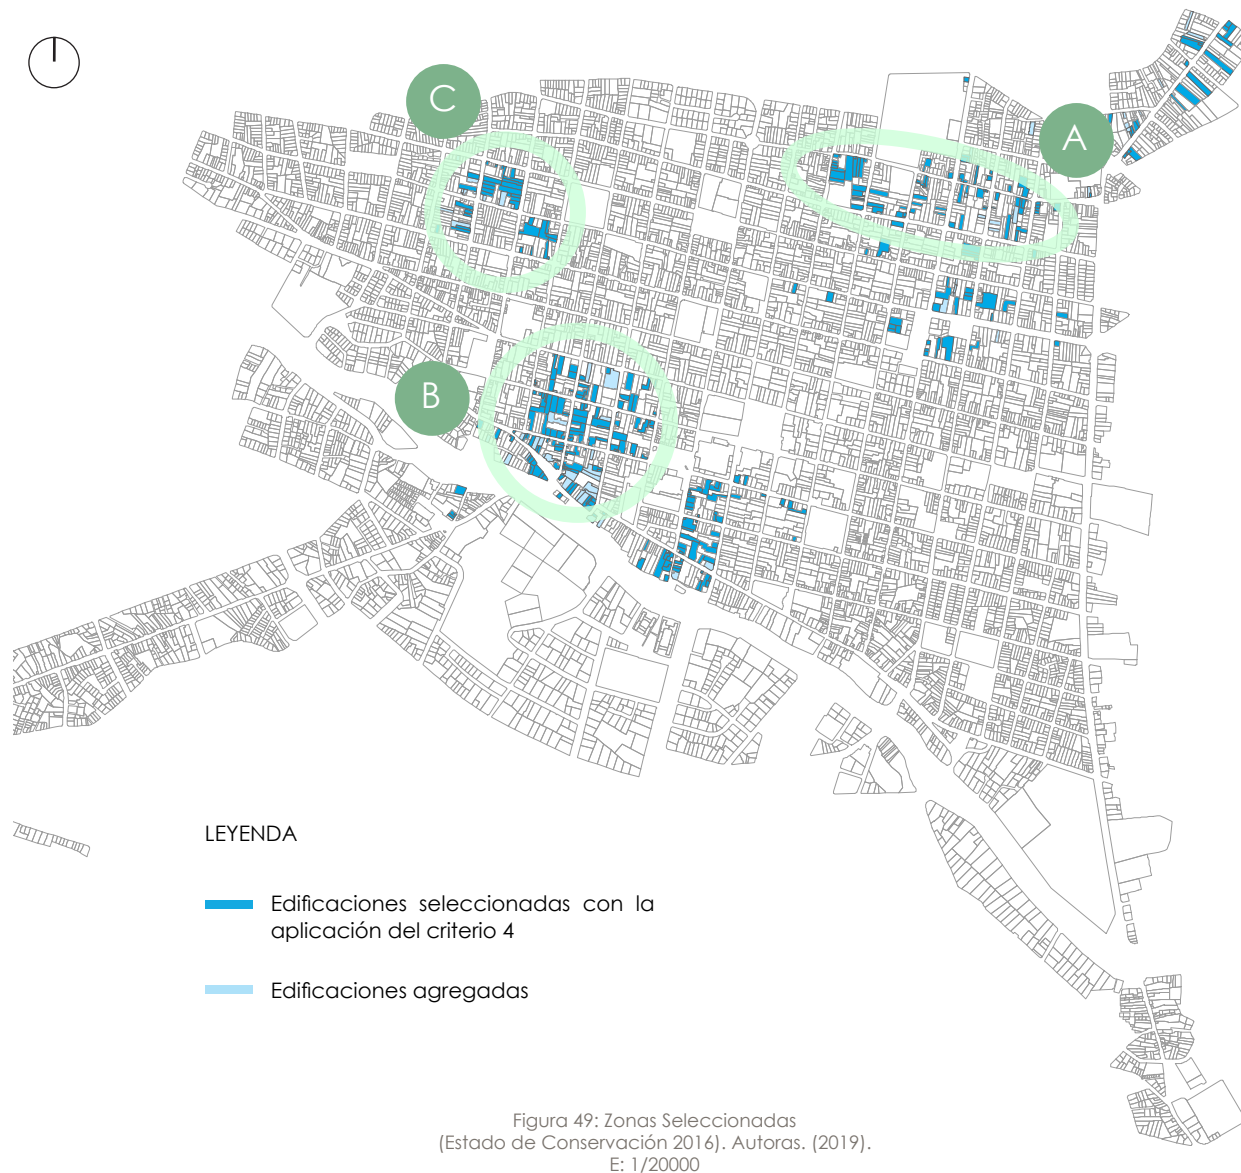 C
A
B
LEYENDA
Edificaciones seleccionadas con la
aplicación del criterio 4
Edificaciones agregadas
Figura 49: Zonas Seleccionadas
(Estado de Conservación 2016). Autoras. (2019).
E: 1/20000